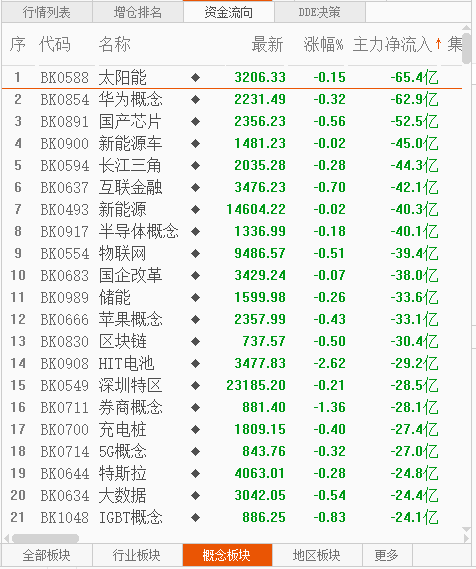 行情列表 增仓排名 资金流向 DDE决策
序 代码 名称 最新 涨幅% 主力净流入↑ 集
1 BK0588 太阳能 ◆ 3206.33 -0.15 -65.4亿
2 BK0854 华为概念 ◆ 2231.49 -0.32 -62.9亿
3 BK0891 国产芯片 ◆ 2356.23 -0.56 -52.5亿
4 BK0900 新能源车 ◆ 1481.23 -0.02 -45.0亿
5 BK0594 长江三角 ◆ 2035.28 -0.28 -44.3亿
6 BK0637 互联金融 ◆ 3476.23 -0.70 -42.1亿
7 BK0493 新能源 ◆ 14604.22 -0.02 -40.3亿
8 BK0917 半导体概念 ◆ 1336.99 -0.18 -40.1亿
9 BK0554 物联网 ◆ 9486.57 -0.51 -39.4亿
10 BK0683 国企改革 ◆ 3429.24 -0.07 -38.0亿
11 BK0989 储能 ◆ 1599.98 -0.26 -33.6亿
12 BK0666 苹果概念 ◆ 2357.99 -0.43 -33.1亿
13 BK0830 区块链 ◆ 737.57 -0.50 -30.4亿
14 BK0908 HIT电池 ◆ 3477.83 -2.62 -29.2亿
15 BK0549 深圳特区 ◆ 23185.20 -0.21 -28.5亿
16 BK0711 券商概念 ◆ 881.40 -1.36 -28.1亿
17 BK0700 充电桩 ◆ 1809.15 -0.40 -27.4亿
18 BK0714 5G概念 ◆ 843.76 -0.32 -27.0亿
19 BK0644 特斯拉 ◆ 4063.01 -0.28 -24.8亿
20 BK0634 大数据 ◆ 3042.05 -0.54 -24.4亿
21 BK1048 IGBT概念 ◆ 886.25 -0.83 -24.1亿
全部板块 行业板块 概念板块 地区板块 更多